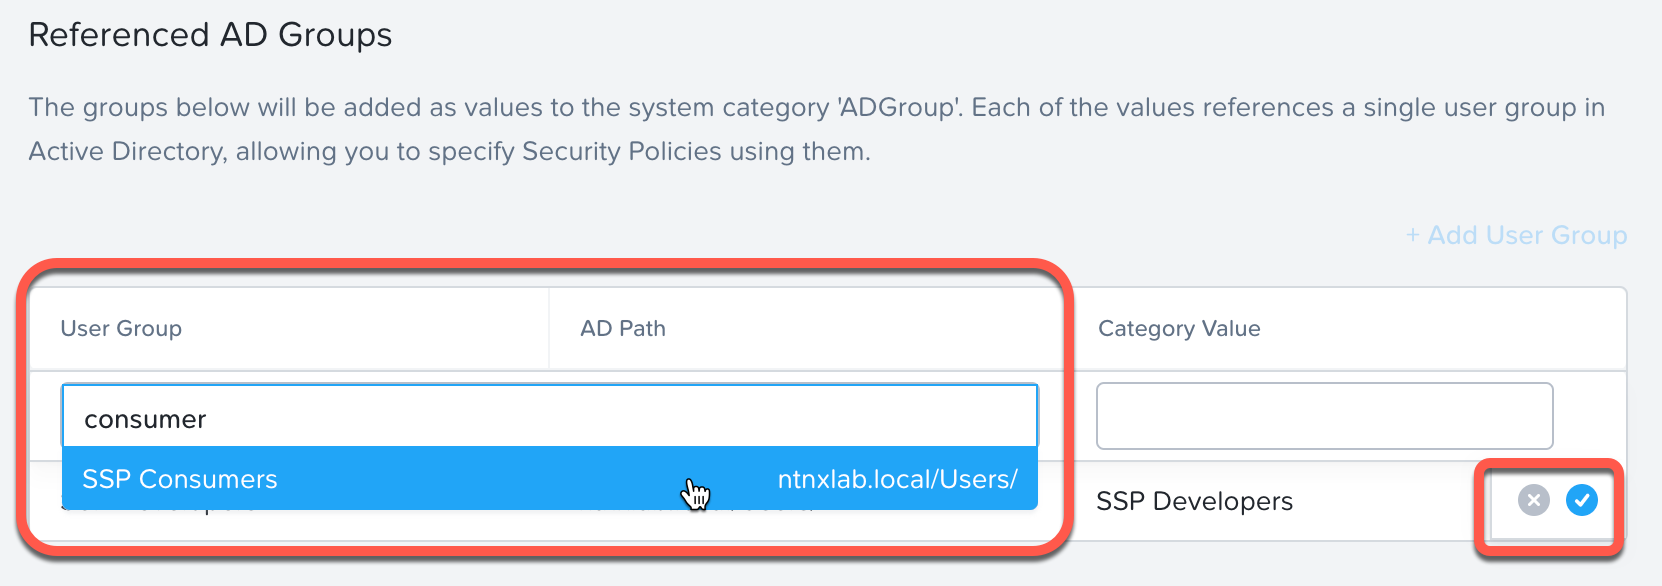 Referenced AD Groups
The groups below will be added as values to the system category 'ADGroup'. Each of the values references a single user group in
Active Directory, allowing you to specify Security Policies using them.
+ Add User Group
User Group AD Path Category Value
consumer
SSP Consumers ntnxlab.local/Users/
SSP Developers